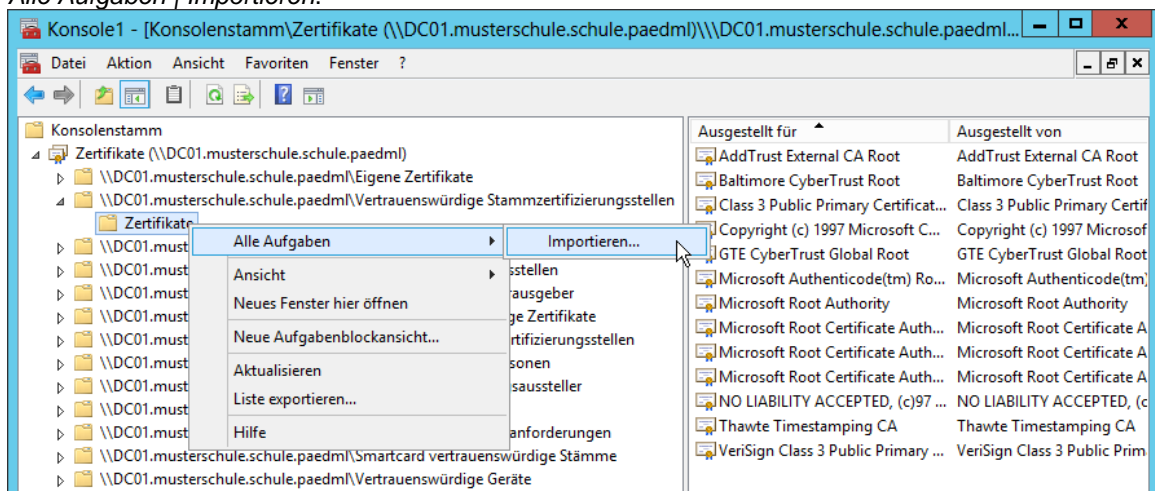 Alle Aufgaben | Importieren.
Konsole1 - [Konsolenstamm\Zertifikate (\\DC01.musterschule.schule.paedml)\\\DC01.musterschule.schule.paedml...
Datei Aktion Ansicht Favoriten Fenster ?
Konsolenstamm
Zertifikate (\\DC01.musterschule.schule.paedml)
\\DC01.musterschule.schule.paedml\Eigene Zertifikate
\\DC01.musterschule.schule.paedml\Vertrauenswürdige Stammzertifizierungsstellen
Zertifikate
\\DC01.must
\\DC01.must sstellen
\\DC01.must rausgeber
\\DC01.must ge Zertifikate
\\DC01.must rtifizierungsstellen
\\DC01.must sonen
\\DC01.must saussteller
\\DC01.must
\\DC01.must anforderungen
\\DC01.musterschule.schule.paedml\Smartcard vertrauenswürdige Stämme
\\DC01.musterschule.schule.paedml\Vertrauenswürdige Geräte
Alle Aufgaben
Ansicht
Neues Fenster hier öffnen
Neue Aufgabenblockansicht...
Aktualisieren
Liste exportieren...
Hilfe
Importieren...
Ausgestellt für Ausgestellt von
AddTrust External CA Root AddTrust External CA Root
Baltimore CyberTrust Root Baltimore CyberTrust Root
Class 3 Public Primary Certificat... Class 3 Public Primary Certif
Copyright (c) 1997 Microsoft C... Copyright (c) 1997 Microsof
GTE CyberTrust Global Root GTE CyberTrust Global Root
Microsoft Authenticode(tm) Ro... Microsoft Authenticode(tm)
Microsoft Root Authority Microsoft Root Authority
Microsoft Root Certificate Auth... Microsoft Root Certificate A
Microsoft Root Certificate Auth... Microsoft Root Certificate A
Microsoft Root Certificate Auth... Microsoft Root Certificate A
NO LIABILITY ACCEPTED, (c)97 ... NO LIABILITY ACCEPTED, (c
Thawte Timestamping CA Thawte Timestamping CA
VeriSign Class 3 Public Primary ... VeriSign Class 3 Public Prim